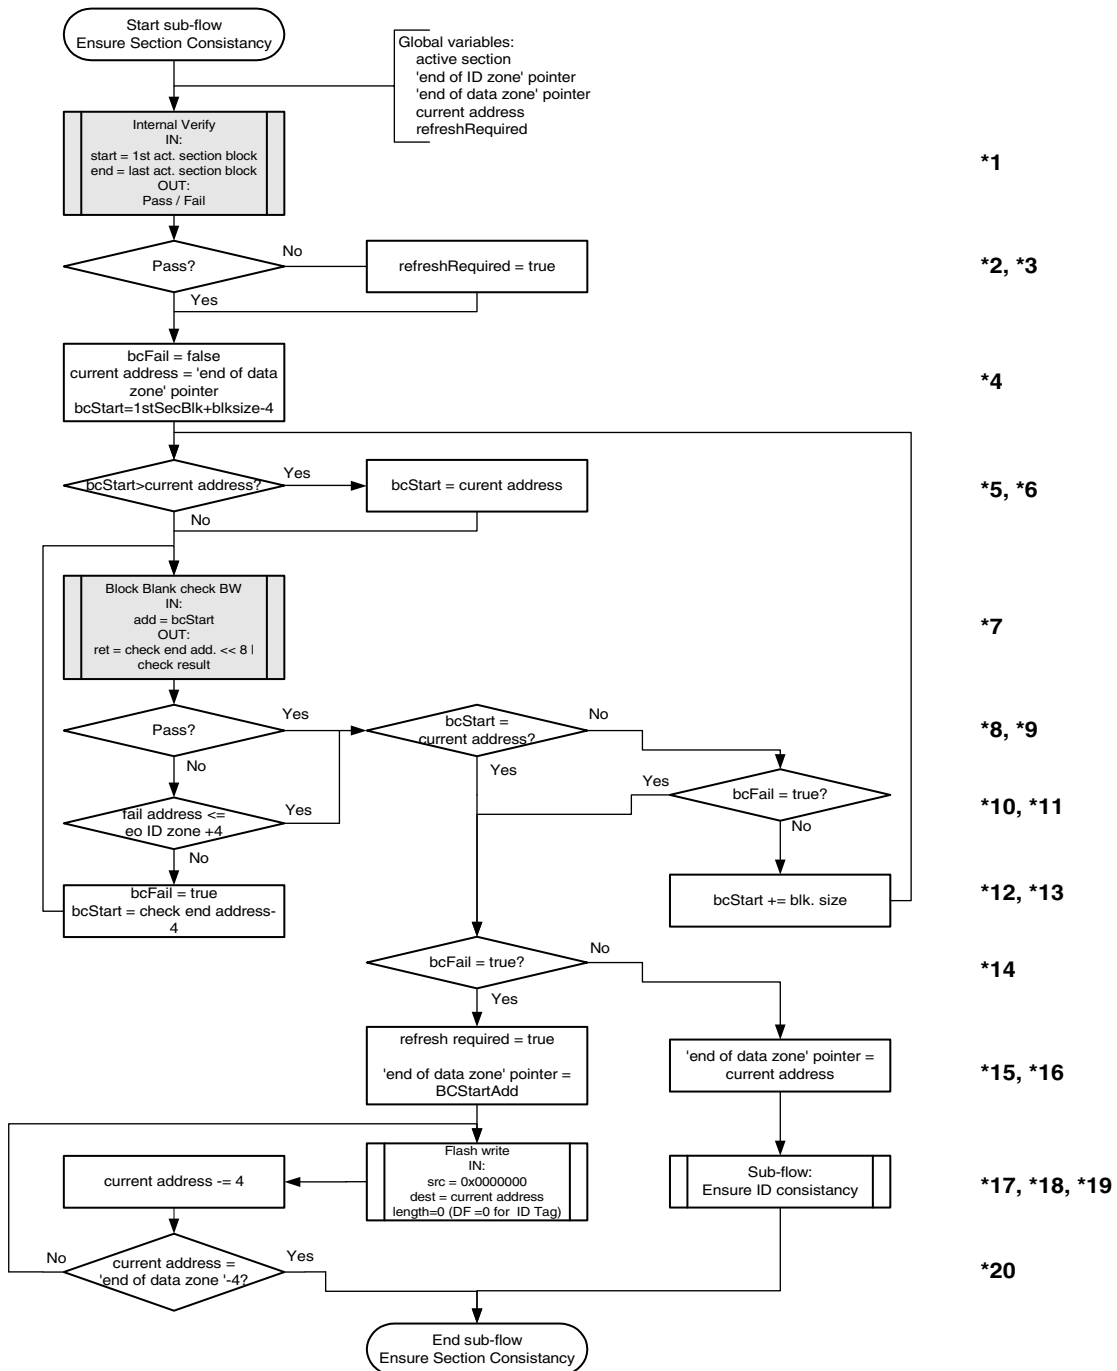 Start sub-flow
Ensure Section Consistancy
Global variables:
active section
'end of ID zone' pointer
'end of data zone' pointer
current address
refreshRequired
Internal Verify
IN:
start = 1st act. section block
end = last act. section block
OUT:
Pass / Fail
*1
Pass?
No
Yes
refreshRequired = true
*2, *3
bcFail = false
current address = 'end of data
zone' pointer
bcStart=1stSecBlk+blksize-4
*4
bcStart>current address?
Yes
No
bcStart = curent address
*5, *6
Block Blank check BW
IN:
add = bcStart
OUT:
ret = check end add. << 8 |
check result
*7
Pass?
Yes
No
bcStart =
current address?
No
Yes
*8, *9
fail address <=
eo ID zone +4
Yes
No
Yes
bcFail = true?
No
*10, *11
bcFail = true
bcStart = check end address-
4
bcStart += blk. size
*12, *13
bcFail = true?
No
Yes
*14
refresh required = true
'end of data zone' pointer =
BCStartAdd
'end of data zone' pointer =
current address
*15, *16
current address -= 4
Flash write
IN:
src = 0x0000000
dest = current address
length=0 (DF =0 for ID Tag)
Sub-flow:
Ensure ID consistancy
*17, *18, *19
No
current address =
'end of data zone '-4?
Yes
*20
End sub-flow
Ensure Section Consistancy